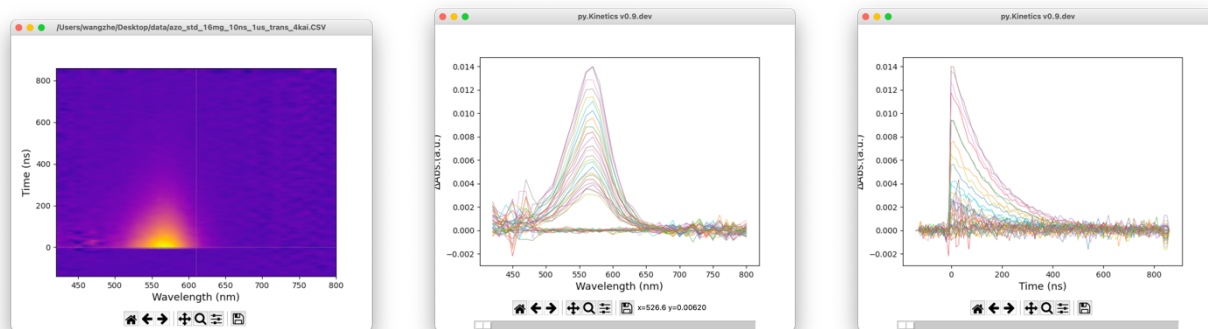 /Users/wangzhe/Desktop/data/azo_std_16mg_10ns_1us_trans_4kai.CSV
Time (ns)
800
600
400
200
0
450 500 550 600 650 700 750 800
Wavelength (nm)
py.Kinetics v0.9.dev
ΔAbs.(a.u.)
0.014
0.012
0.010
0.008
0.006
0.004
0.002
0.000
−0.002
450 500 550 600 650 700 750 800
Wavelength (nm)
x=526.6 y=0.00620
py.Kinetics v0.9.dev
ΔAbs.(a.u.)
0.014
0.012
0.010
0.008
0.006
0.004
0.002
0.000
−0.002
0 200 400 600 800
Time (ns)